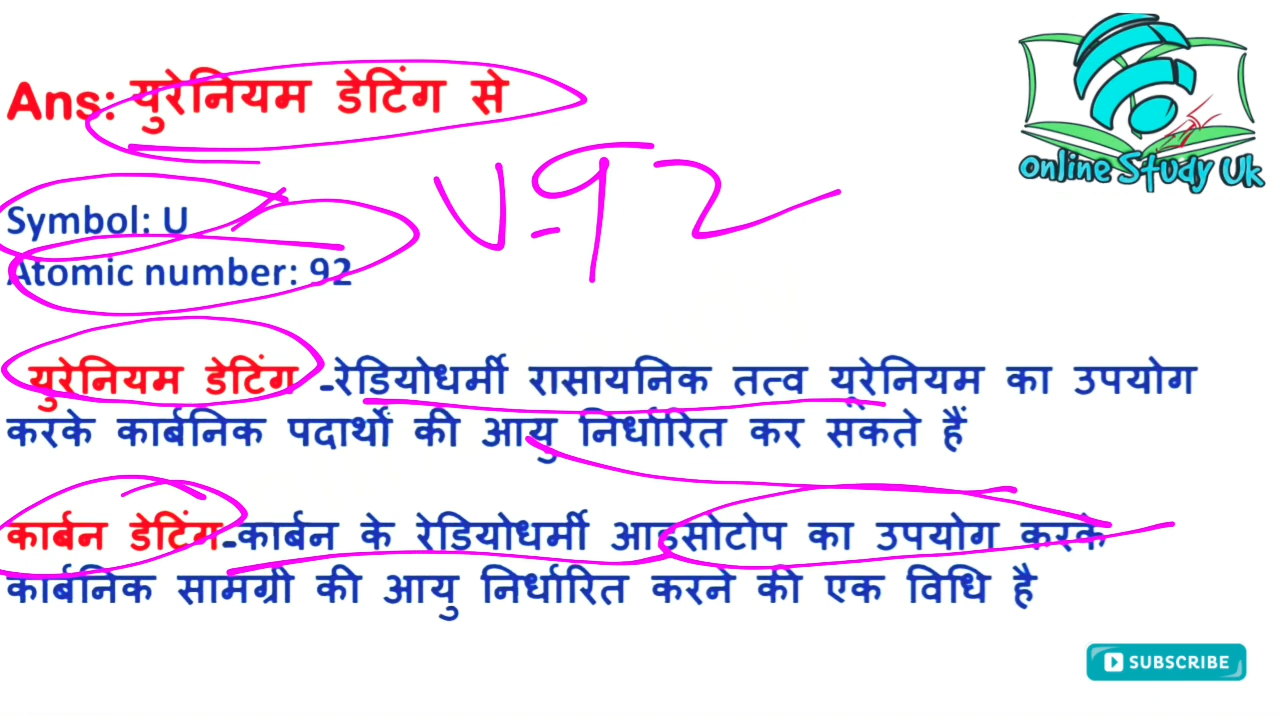 Ans: युरेनियम डेटिंग से
Symbol: U
Atomic number: 92
U-92
युरेनियम डेटिंग -रेडियोधर्मी रासायनिक तत्व यूरेनियम का उपयोग
करके कार्बनिक पदार्थों की आयु निर्धारित कर सकते हैं
कार्बन डेटिंग-कार्बन के रेडियोधर्मी आइसोटोप का उपयोग करके
कार्बनिक सामग्री की आयु निर्धारित करने की एक विधि है
Online Study Uk
SUBSCRIBE